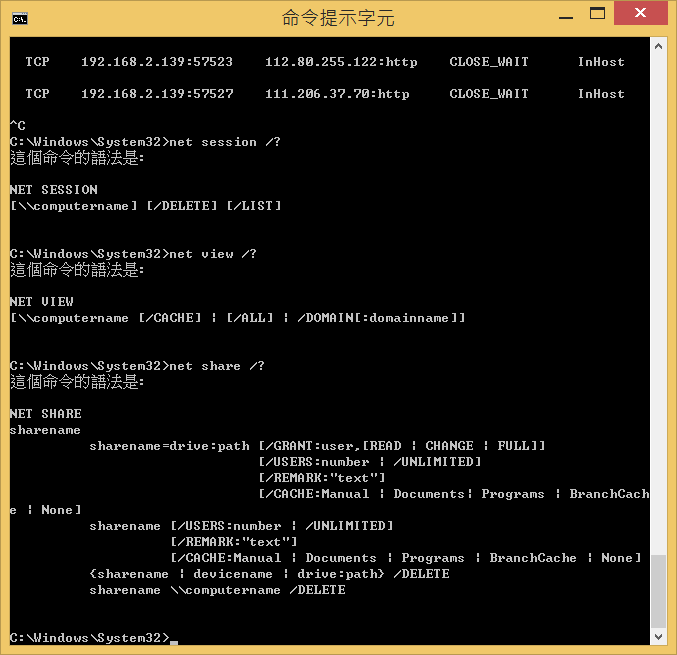 命令提示字元
TCP    192.168.2.139:57523    112.80.255.122:http    CLOSE_WAIT      InHost
TCP    192.168.2.139:57527    111.206.37.70:http     CLOSE_WAIT      InHost
^C
C:\Windows\System32>net session /?
這個命令的語法是:
NET SESSION
[\\computername] [/DELETE] [/LIST]
C:\Windows\System32>net view /?
這個命令的語法是:
NET VIEW
[\\computername [/CACHE] | [/ALL] | /DOMAIN[:domainname]]
C:\Windows\System32>net share /?
這個命令的語法是:
NET SHARE
sharename
          sharename=drive:path [/GRANT:user,[READ | CHANGE | FULL]]
                               [/USERS:number | /UNLIMITED]
                               [/REMARK:"text"]
                               [/CACHE:Manual | Documents| Programs | BranchCach
e | None]
          sharename [/USERS:number | /UNLIMITED]
                    [/REMARK:"text"]
                    [/CACHE:Manual | Documents | Programs | BranchCache | None]
          {sharename | devicename | drive:path} /DELETE
          sharename \\computername /DELETE
C:\Windows\System32>_